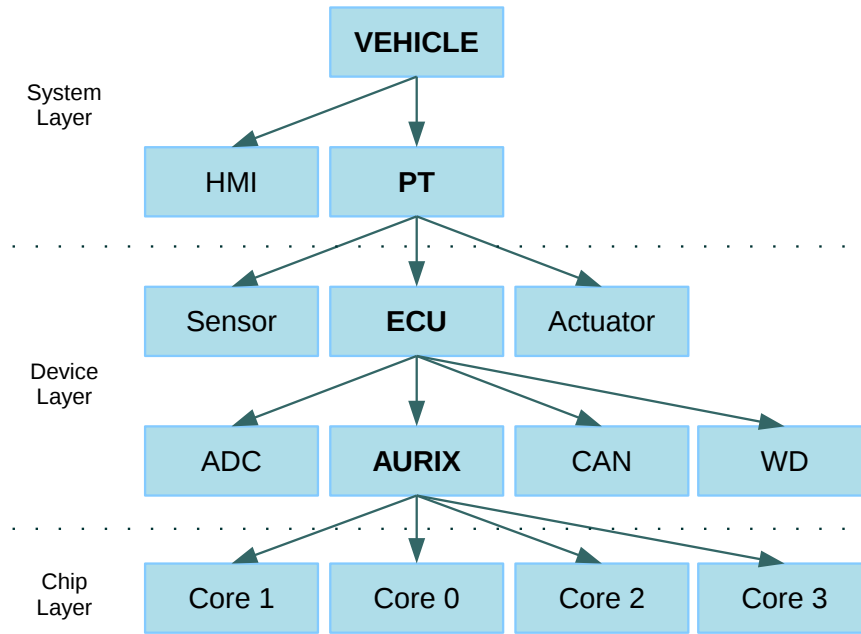 VEHICLE
System
Layer
HMI
PT
Sensor
ECU
Actuator
Device
Layer
ADC
AURIX
CAN
WD
Chip
Layer
Core 1
Core 0
Core 2
Core 3